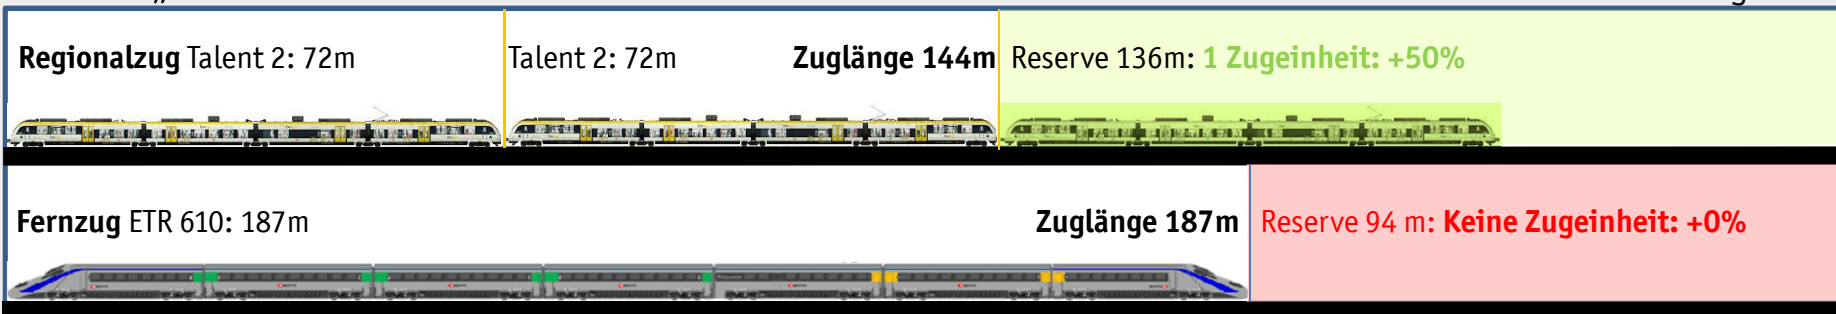 Regionalzug Talent 2: 72m
Talent 2: 72m
Zuglänge 144m
Reserve 136m: 1 Zugeinheit: +50%
Fernzug ETR 610: 187m
Zuglänge 187m
Reserve 94 m: Keine Zugeinheit: +0%